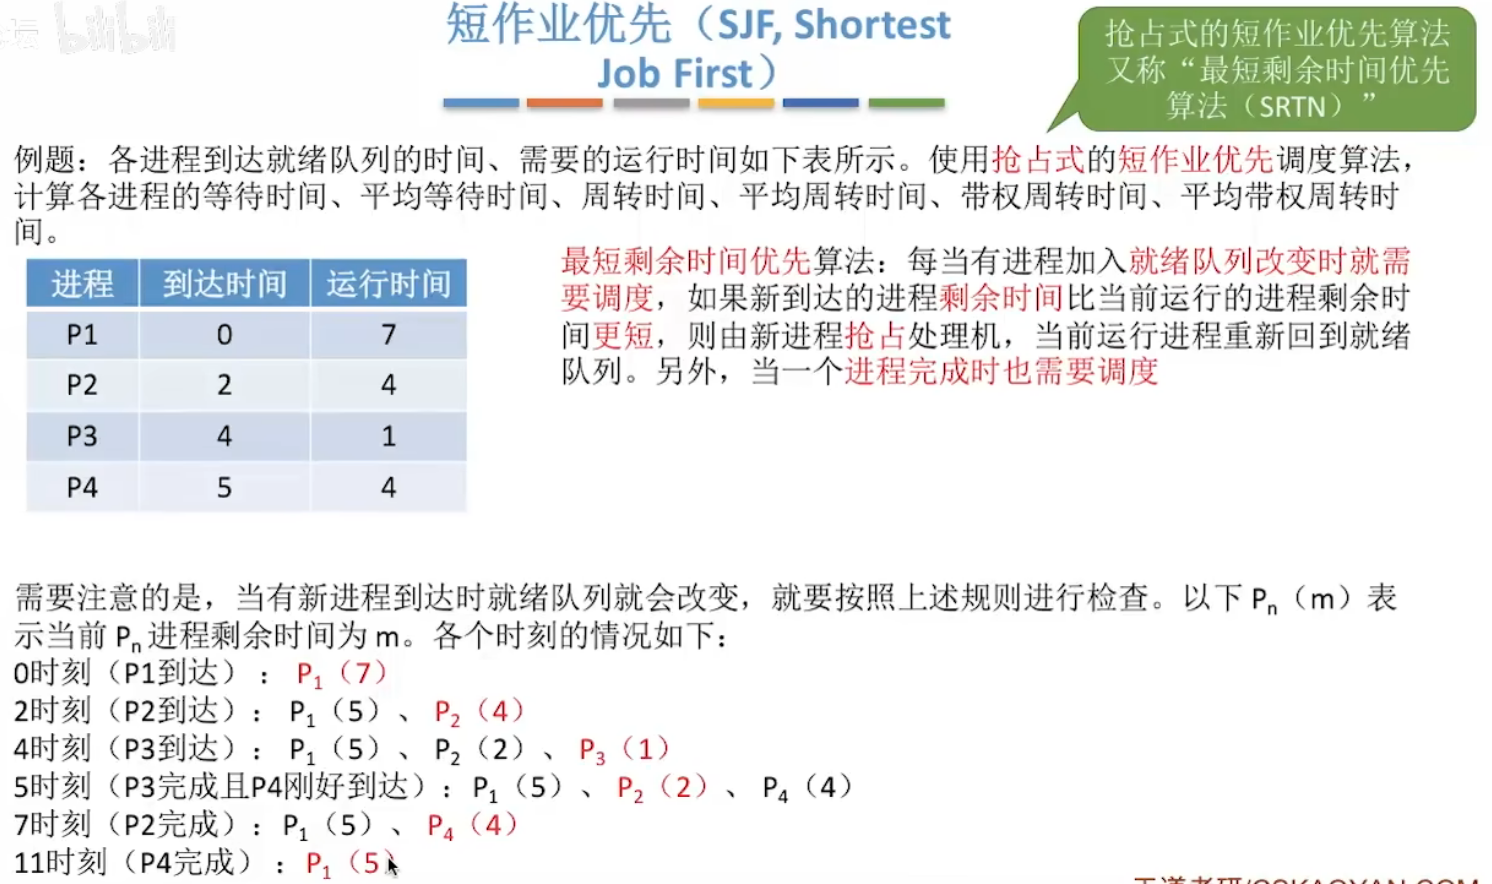 坛 bilibili
短作业优先（SJF, Shortest
Job First）
抢占式的短作业优先算法
又称“最短剩余时间优先
算法（SRTN）”
例题：各进程到达就绪队列的时间、需要的运行时间如下表所示。使用抢占式的短作业优先调度算法，
计算各进程的等待时间、平均等待时间、周转时间、平均周转时间、带权周转时间、平均带权周转时
间。
进程 到达时间 运行时间
P1 0 7
P2 2 4
P3 4 1
P4 5 4
最短剩余时间优先算法：每当有进程加入就绪队列改变时就需
要调度，如果新到达的进程剩余时间比当前运行的进程剩余时
间更短，则由新进程抢占处理机，当前运行进程重新回到就绪
队列。另外，当一个进程完成时也需要调度
需要注意的是，当有新进程到达时就绪队列就会改变，就要按照上述规则进行检查。以下 Pn（m）表
示当前 Pn 进程剩余时间为 m。各个时刻的情况如下：
0时刻（P1到达）： P1（7）
2时刻（P2到达）： P1（5）、 P2（4）
4时刻（P3到达）： P1（5）、 P2（2）、 P3（1）
5时刻（P3完成且P4刚好到达）：P1（5）、 P2（2）、 P4（4）
7时刻（P2完成）：P1（5）、 P4（4）
11时刻（P4完成）： P1（5）
王道考研/CSKAOYAN.COM